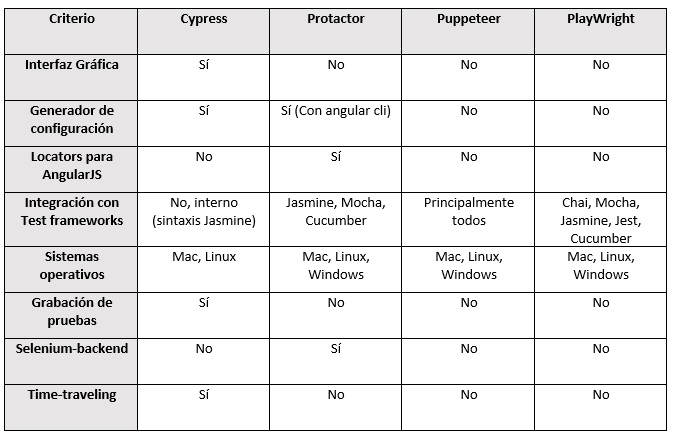 Criterio Cypress Protactor Puppeteer PlayWright
Interfaz Gráfica Sí No No No
Generador de configuración Sí Sí (Con angular cli) No No
Locators para AngularJS No Sí No No
Integración con Test frameworks No, interno (sintaxis Jasmine) Jasmine, Mocha, Cucumber Principalmente todos Chai, Mocha, Jasmine, Jest, Cucumber
Sistemas operativos Mac, Linux Mac, Linux, Windows Mac, Linux, Windows Mac, Linux, Windows
Grabación de pruebas Sí No No No
Selenium-backend No Sí No No
Time-traveling Sí No No No